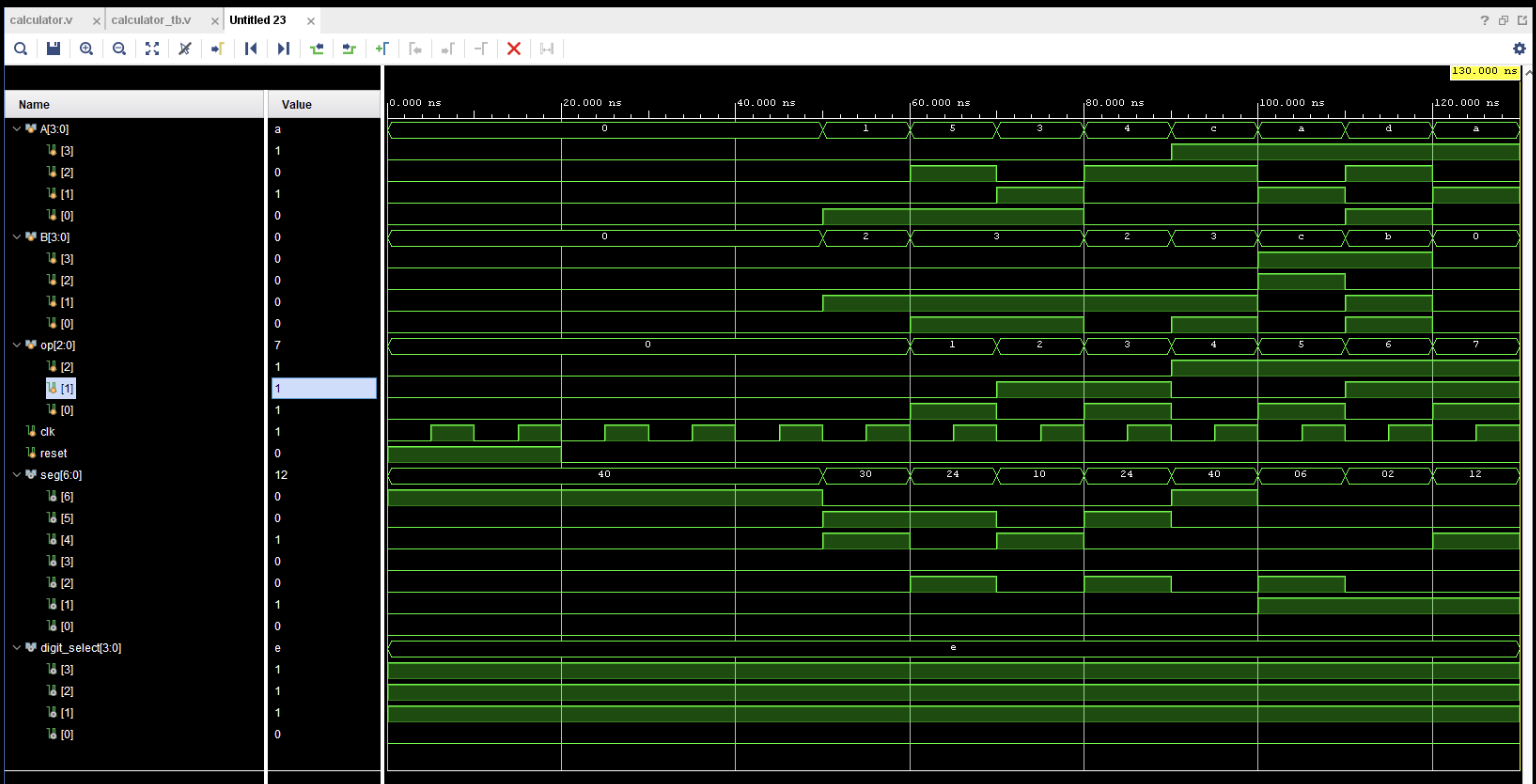 calculator.v × calculator_tb.v × Untitled 23 ×
130.000 ns
Name Value 0.000 ns 20.000 ns 40.000 ns 60.000 ns 80.000 ns 100.000 ns 120.000 ns
A[3:0] a 0 1 5 3 4 c a d a
[3] 1
[2] 0
[1] 1
[0] 0
B[3:0] 0 0 2 3 2 3 c b 0
[3] 0
[2] 0
[1] 0
[0] 0
op[2:0] 7 0 1 2 3 4 5 6 7
[2] 1
[1] 1
[0] 1
clk 1
reset 0
seg[6:0] 12 40 30 24 10 24 40 06 02 12
[6] 0
[5] 0
[4] 1
[3] 0
[2] 0
[1] 1
[0] 0
digit_select[3:0] e e
[3] 1
[2] 1
[1] 1
[0] 0